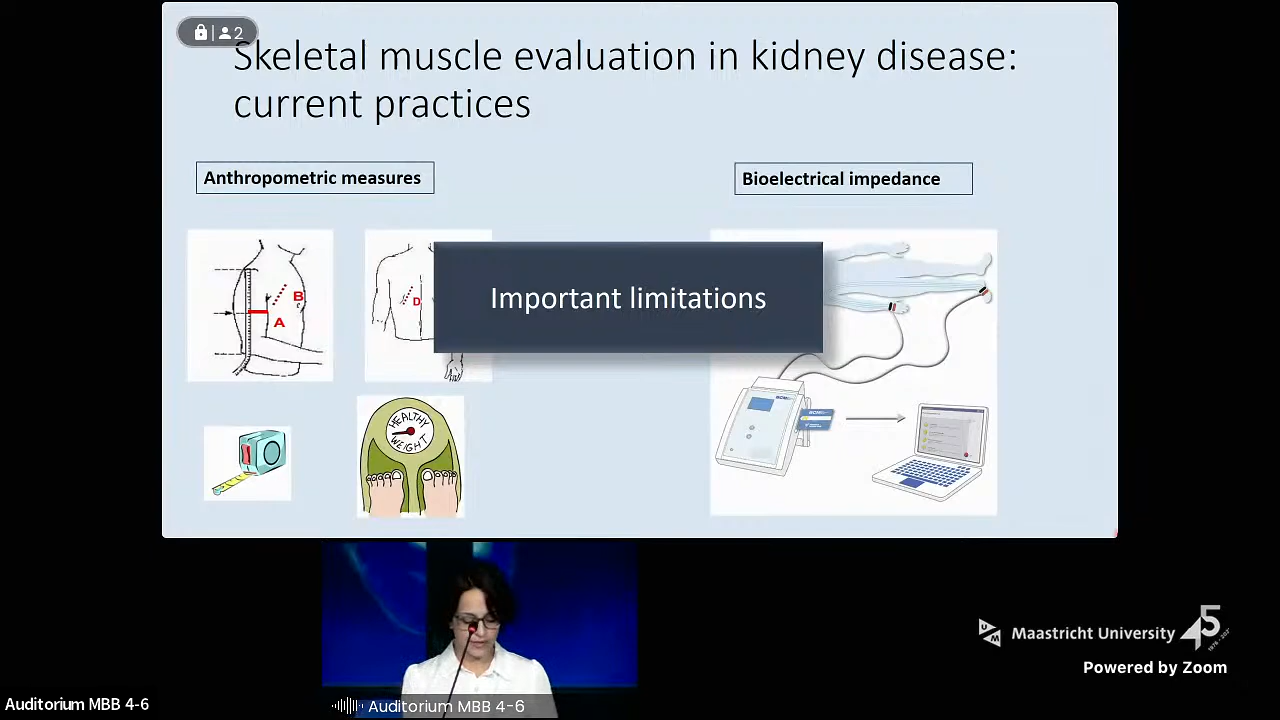 2
Skeletal muscle evaluation in kidney disease:
current practices
Anthropometric measures
Bioelectrical impedance
Important limitations
A
B
D
HEALTHY
WEIGHT
Maastricht University
45
Powered by Zoom
Auditorium MBB 4-6
Auditorium MBB 4-6